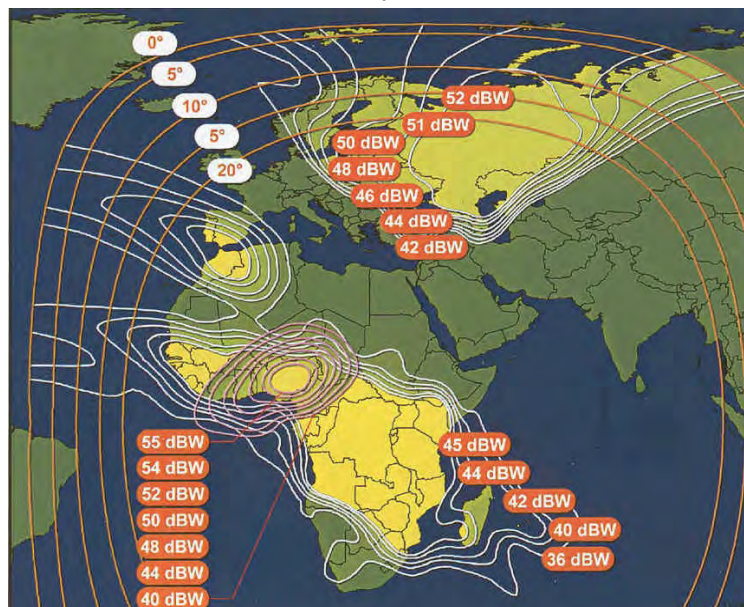 0°
5°
10°
5°
20°
52 dBW
51 dBW
50 dBW
48 dBW
46 dBW
44 dBW
42 dBW
55 dBW
54 dBW
52 dBW
50 dBW
48 dBW
44 dBW
40 dBW
45 dBW
44 dBW
42 dBW
40 dBW
36 dBW